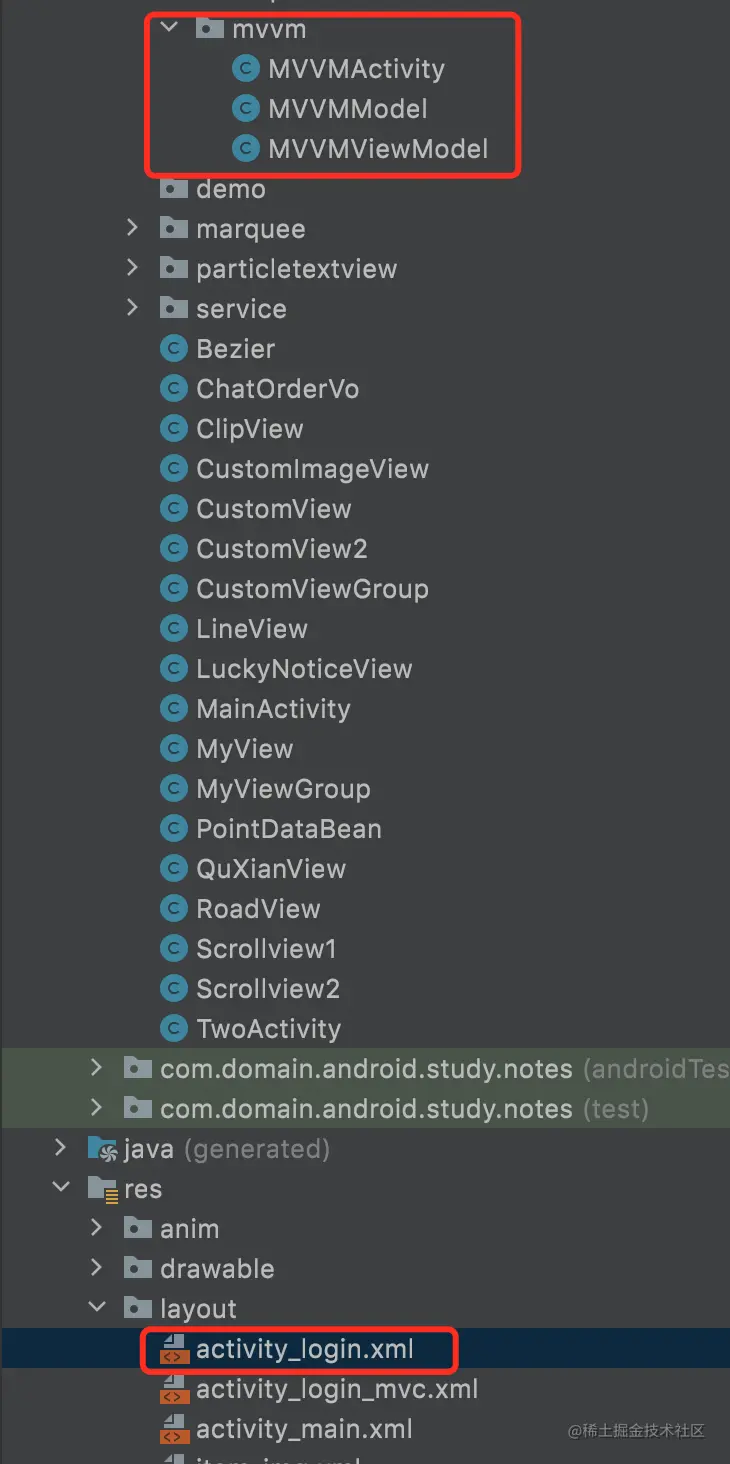 mvvm
MVVMActivity
MVVMModel
MVVMViewModel
demo
marquee
particletextview
service
Bezier
ChatOrderVo
ClipView
CustomImageView
CustomView
CustomView2
CustomViewGroup
LineView
LuckyNoticeView
MainActivity
MyView
MyViewGroup
PointDataBean
QuXianView
RoadView
Scrollview1
Scrollview2
TwoActivity
com.domain.android.study.notes (androidTes
com.domain.android.study.notes (test)
java (generated)
res
anim
drawable
layout
activity_login.xml
activity_login_mvc.xml
activity_main.xml
@稀土掘金技术社区